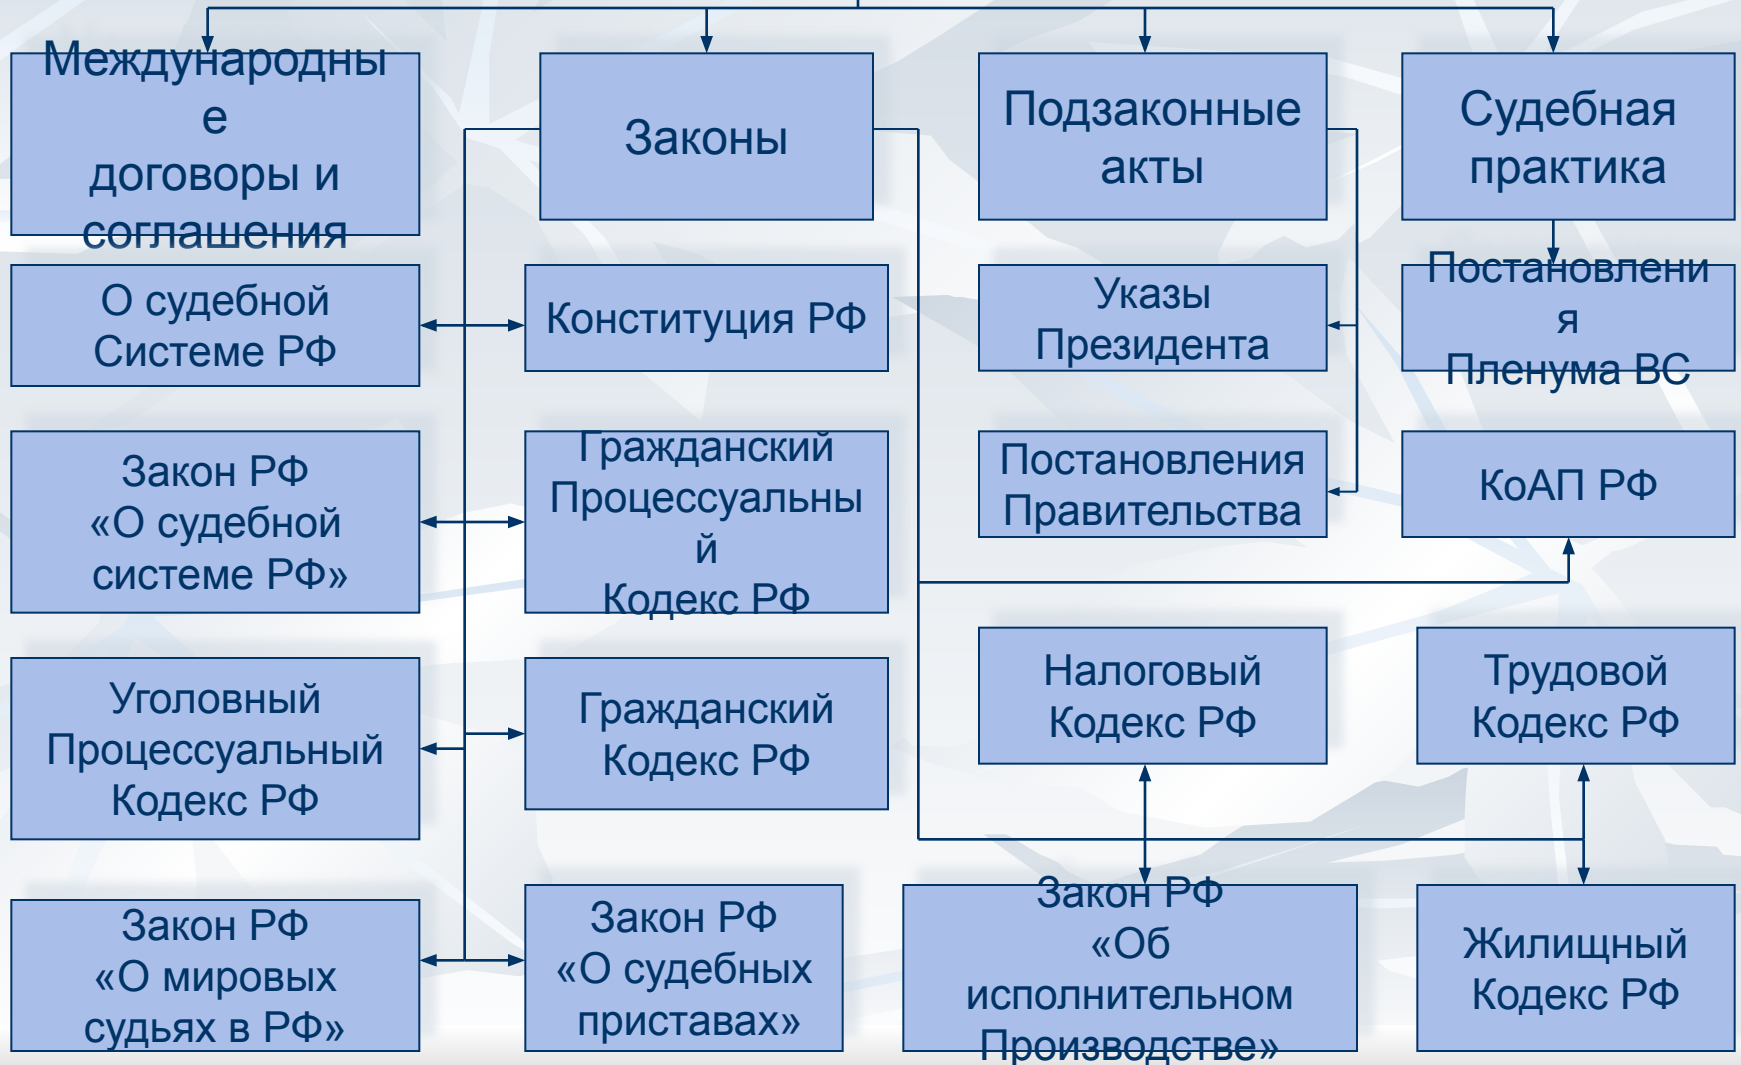 Международны
е
договоры и
соглашения
Законы
Подзаконные
акты
Судебная
практика
О судебной
Системе РФ
Конституция РФ
Указы
Президента
Постановлени
я
Пленума ВС
Закон РФ
«О судебной
системе РФ»
Гражданский
Процессуальны
й
Кодекс РФ
Постановления
Правительства
КоАП РФ
Уголовный
Процессуальный
Кодекс РФ
Гражданский
Кодекс РФ
Налоговый
Кодекс РФ
Трудовой
Кодекс РФ
Закон РФ
«О мировых
судьях в РФ»
Закон РФ
«О судебных
приставах»
Закон РФ
«Об
исполнительном
Производстве»
Жилищный
Кодекс РФ